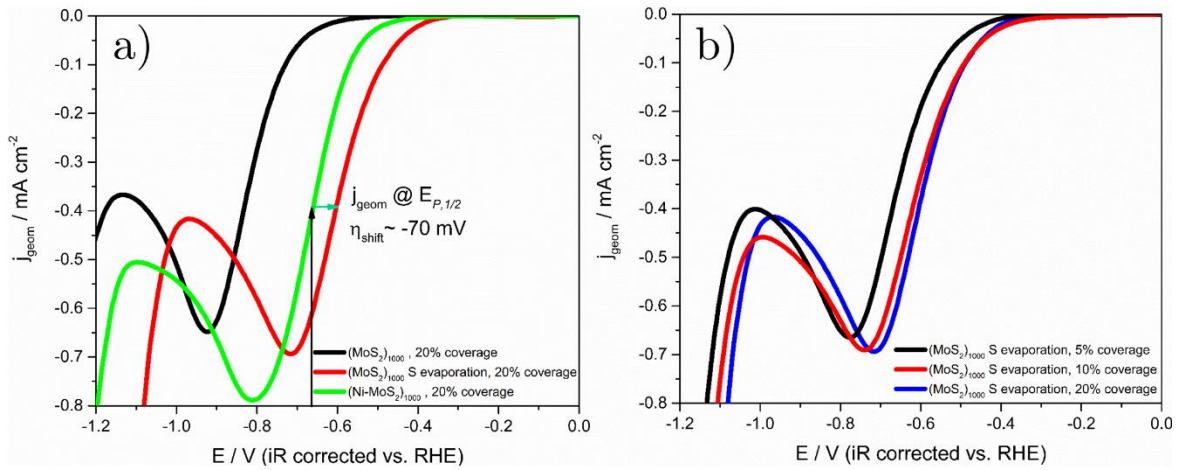 a)
0.0
-0.1
-0.2
-0.3
-0.4
-0.5
-0.6
-0.7
-0.8
j_geom / mA cm^-2
j_geom @ E_P,1/2
η_shift~ -70 mV
(MoS₂)₁₀₀₀ , 20% coverage
(MoS₂)₁₀₀₀ S evaporation, 20% coverage
(Ni-MoS₂)₁₀₀₀ , 20% coverage
-1.2 -1.0 -0.8 -0.6 -0.4 -0.2 0.0
E / V (iR corrected vs. RHE)
b)
0.0
-0.1
-0.2
-0.3
-0.4
-0.5
-0.6
-0.7
-0.8
j_geom / mA cm^-2
(MoS₂)₁₀₀₀ S evaporation, 5% coverage
(MoS₂)₁₀₀₀ S evaporation, 10% coverage
(MoS₂)₁₀₀₀ S evaporation, 20% coverage
-1.2 -1.0 -0.8 -0.6 -0.4 -0.2 0.0
E / V (iR corrected vs. RHE)